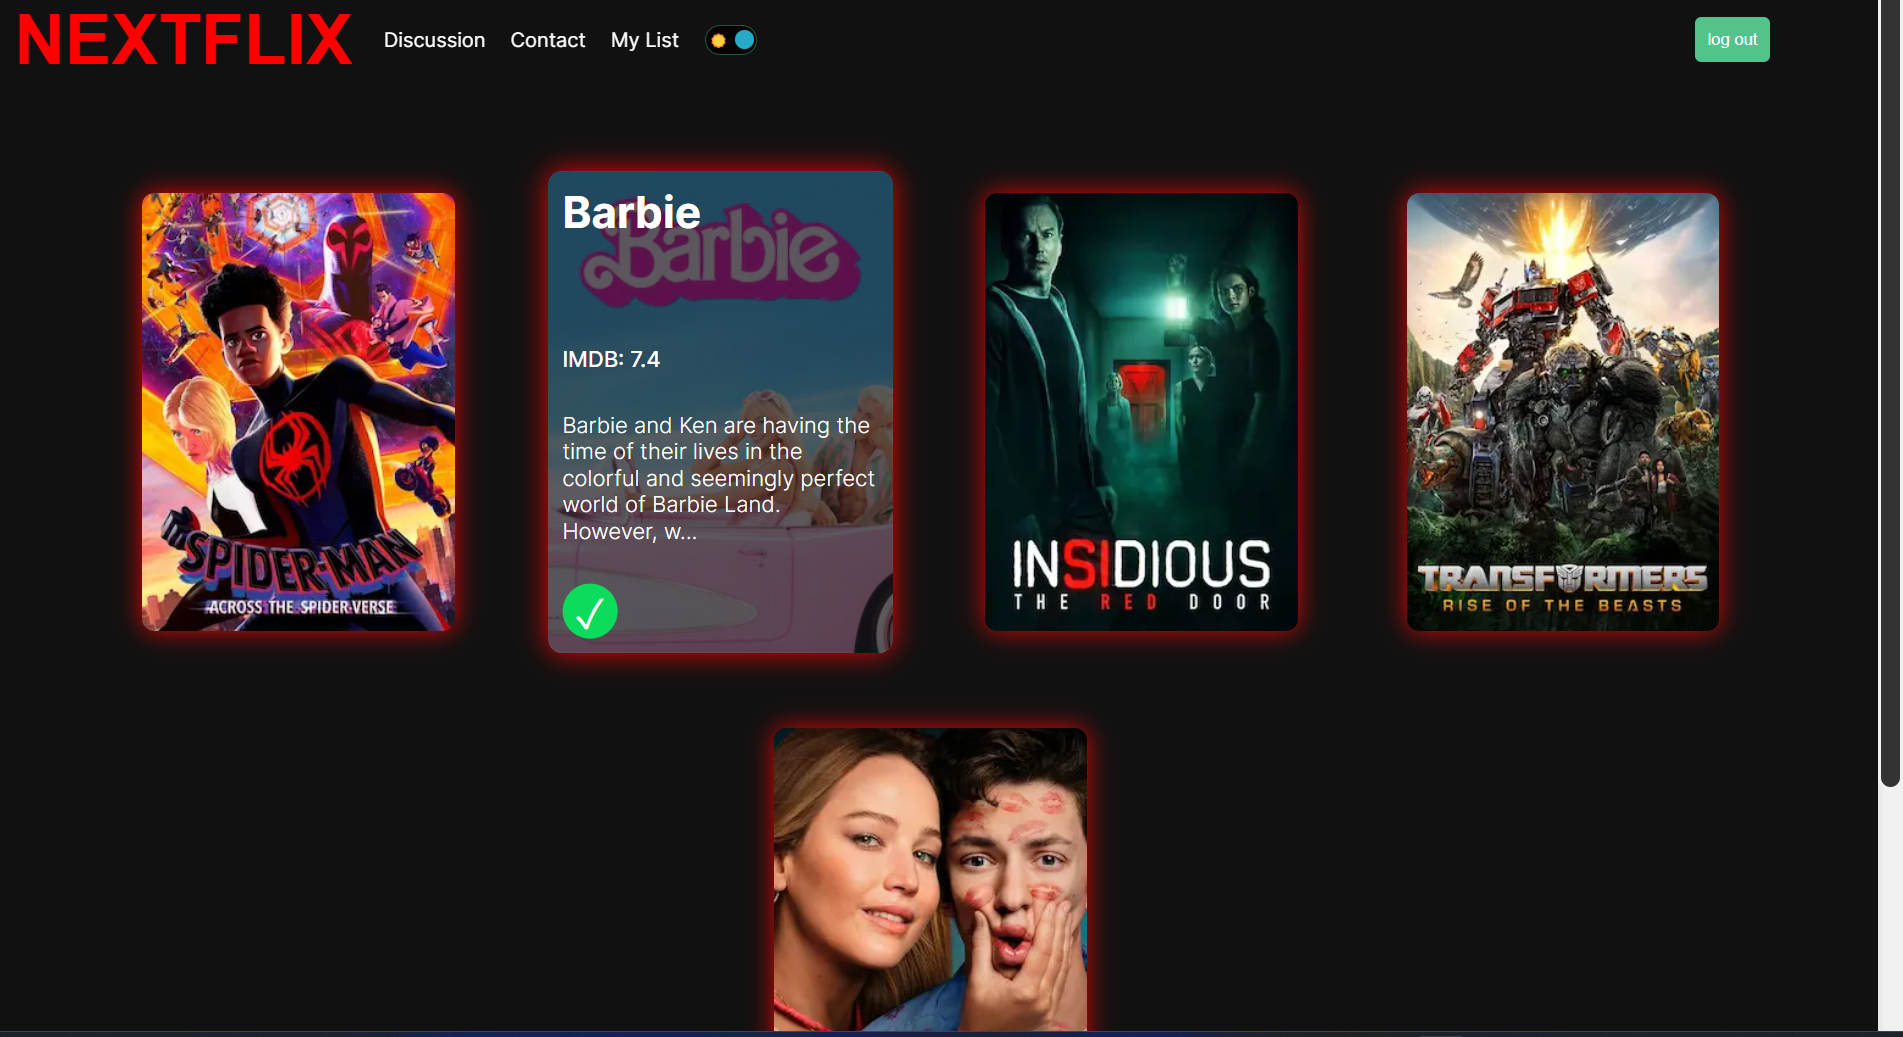 NEXTFLIX
Discussion
Contact
My List
log out
SPIDER-MAN
ACROSS THE SPIDER-VERSE
Barbie
Barbie
IMDB: 7.4
Barbie and Ken are having the
time of their lives in the
colorful and seemingly perfect
world of Barbie Land.
However, w...
INSIDIOUS
THE RED DOOR
TRANSFORMERS
RISE OF THE BEASTS